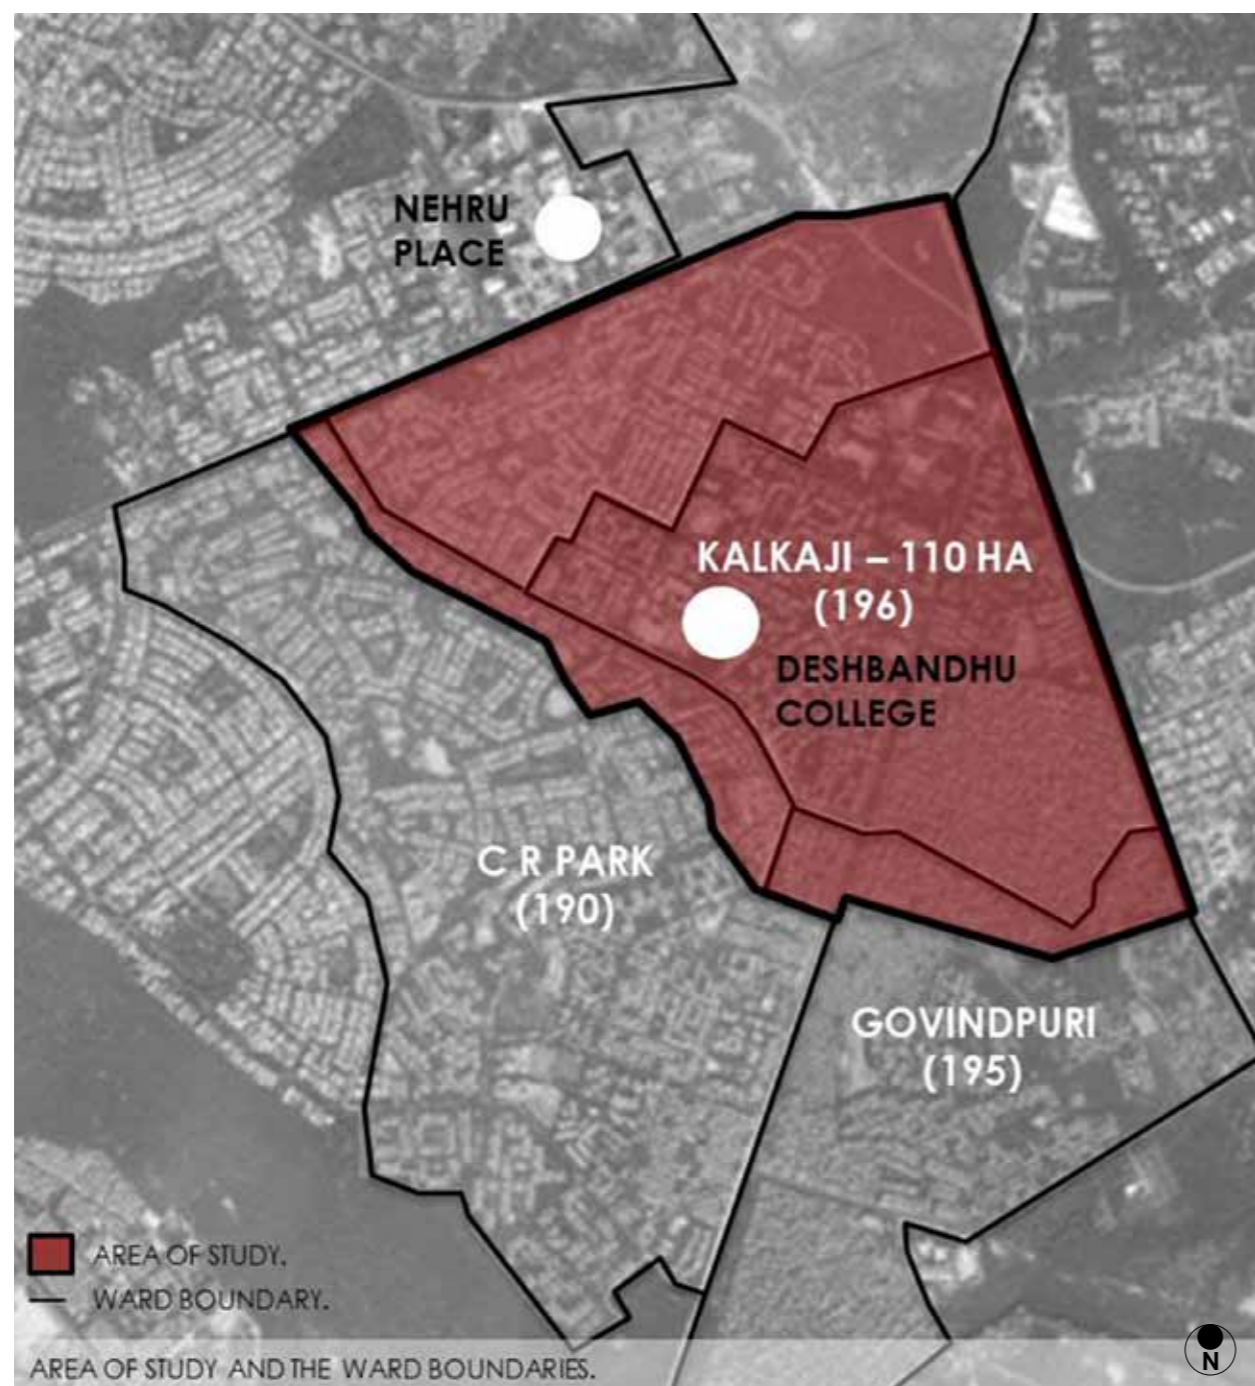 NEHRU
PLACE
KALKAJI – 110 HA
(196)
DESHBANDHU
COLLEGE
C R PARK
(190)
GOVINDPURI
(195)
AREA OF STUDY.
WARD BOUNDARY.
AREA OF STUDY AND THE WARD BOUNDARIES.
N